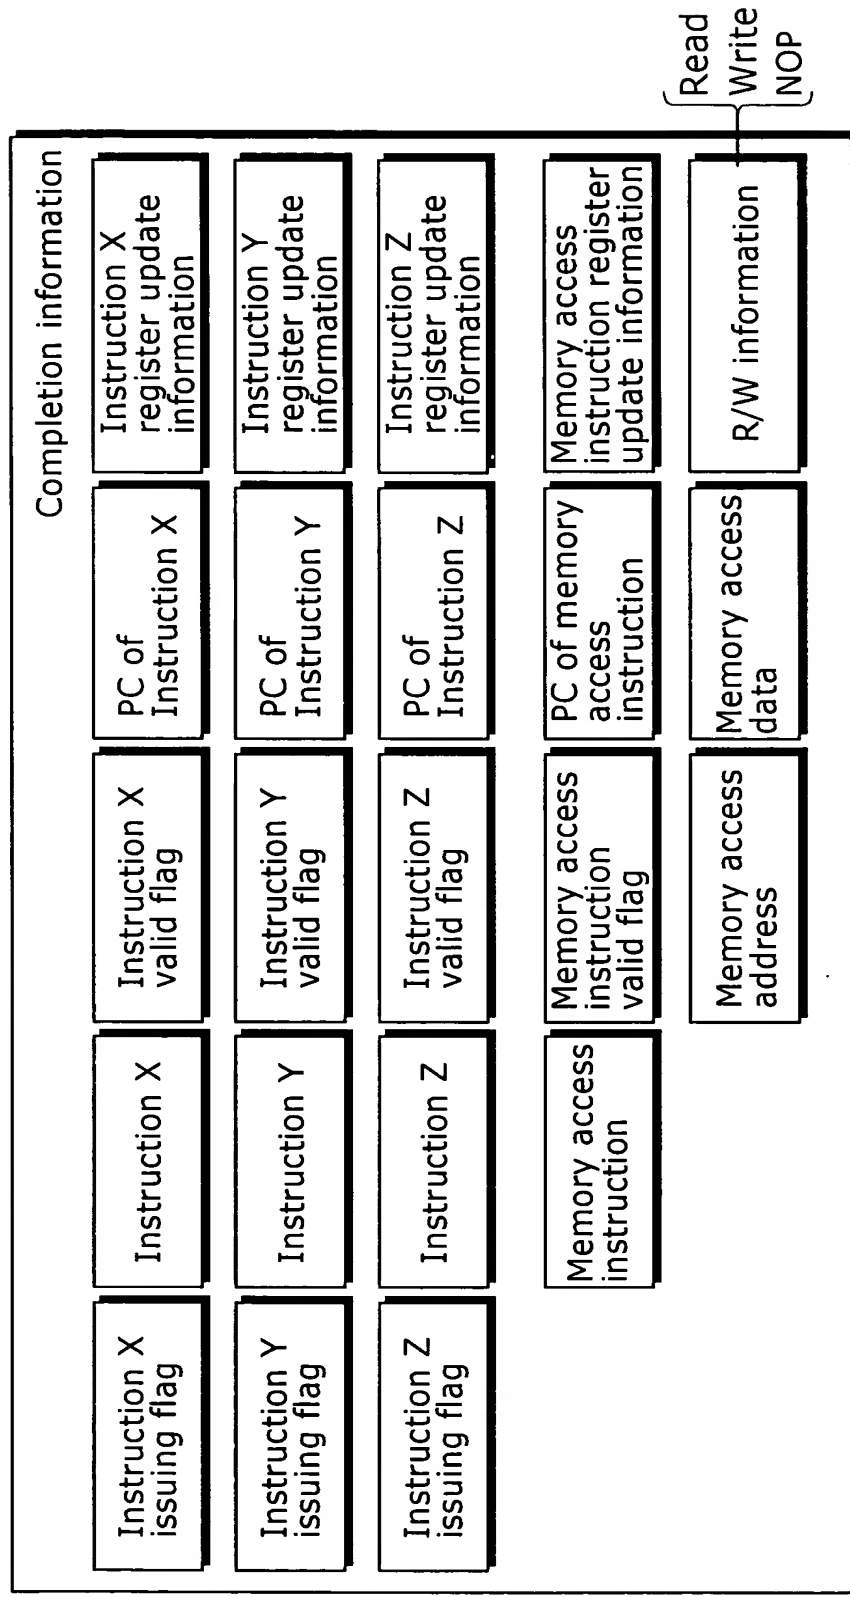 Completion information
Instruction X
issuing flag
Instruction X
Instruction X
valid flag
PC of
Instruction X
Instruction X
register update
information
Instruction Y
issuing flag
Instruction Y
Instruction Y
valid flag
PC of
Instruction Y
Instruction Y
register update
information
Instruction Z
issuing flag
Instruction Z
Instruction Z
valid flag
PC of
Instruction Z
Instruction Z
register update
information
Memory access
instruction
Memory access
instruction
valid flag
PC of memory
access
instruction
Memory access
instruction register
update information
Memory access
address
Memory access
data
R/W information
Read
Write
NOP